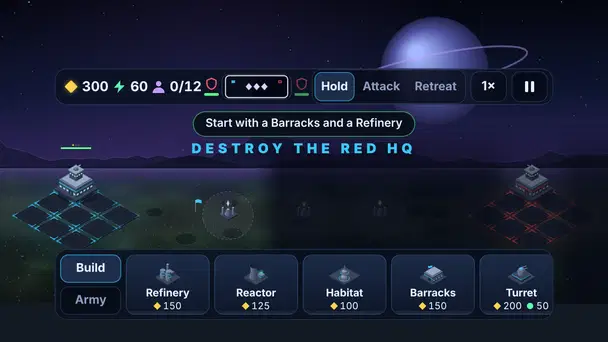 300 60 0/12 Hold Attack Retreat 1×
Start with a Barracks and a Refinery
DESTROY THE RED HQ
Build
Army
Refinery
150
Reactor
125
Habitat
100
Barracks
150
Turret
200 50